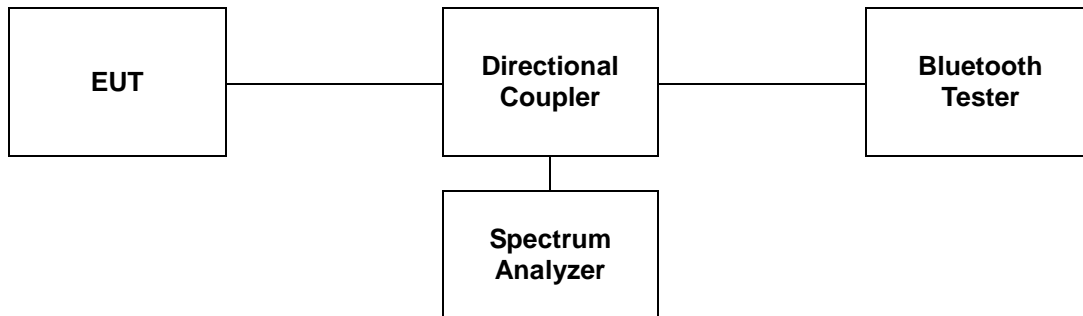 EUT
Directional
Coupler
Bluetooth
Tester
Spectrum
Analyzer